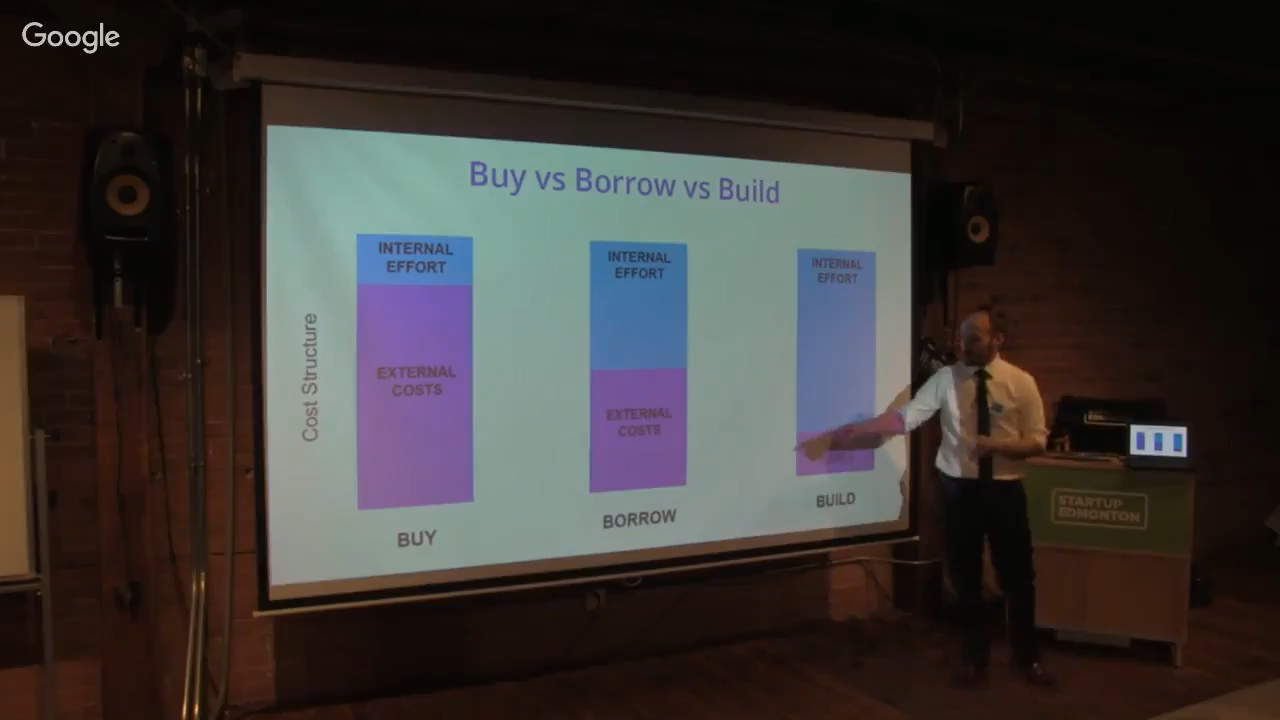 Google
Buy vs Borrow vs Build
Cost Structure
INTERNAL
EFFORT
EXTERNAL
COSTS
BUY
INTERNAL
EFFORT
EXTERNAL
COSTS
BORROW
INTERNAL
EFFORT
BUILD
STARTUP
EDMONTON